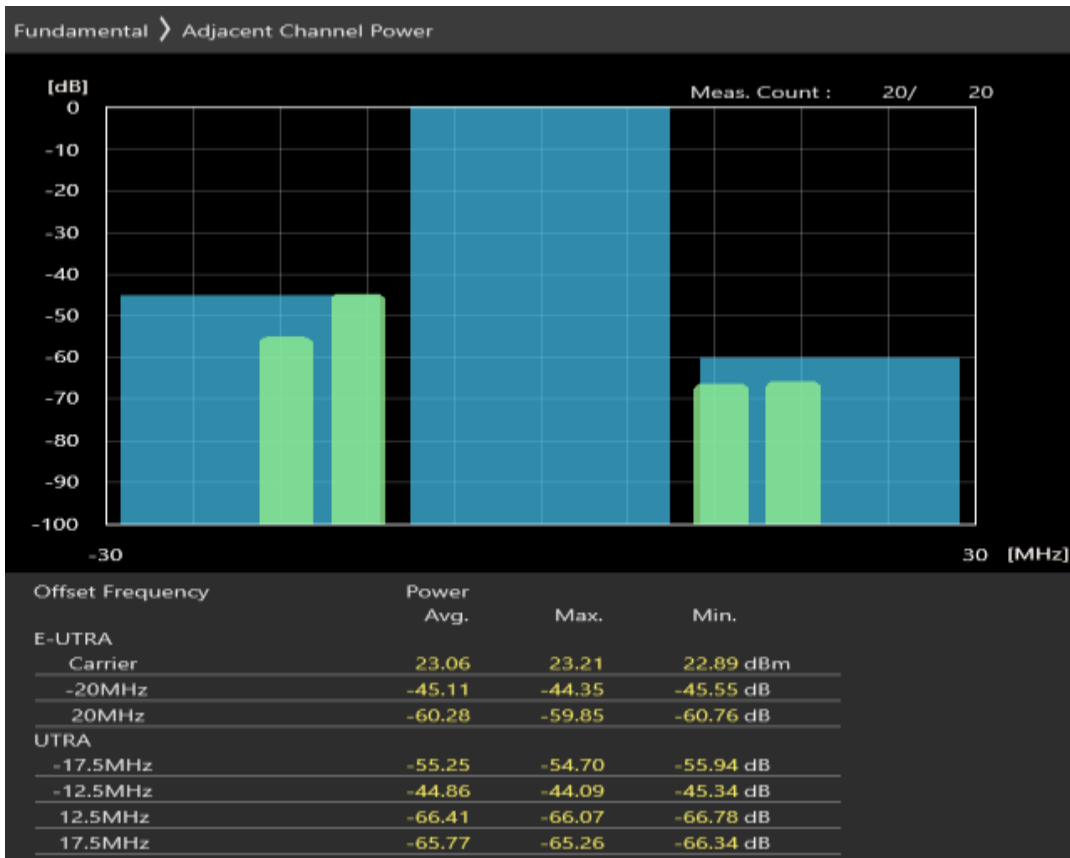 Fundamental ❯ Adjacent Channel Power
[dB]
Meas. Count : 20/ 20
0
-10
-20
-30
-40
-50
-60
-70
-80
-90
-100
-30 30 [MHz]
Offset Frequency Power
Avg. Max. Min.
E-UTRA
Carrier 23.06 23.21 22.89 dBm
-20MHz -45.11 -44.35 -45.55 dB
20MHz -60.28 -59.85 -60.76 dB
UTRA
-17.5MHz -55.25 -54.70 -55.94 dB
-12.5MHz -44.86 -44.09 -45.34 dB
12.5MHz -66.41 -66.07 -66.78 dB
17.5MHz -65.77 -65.26 -66.34 dB